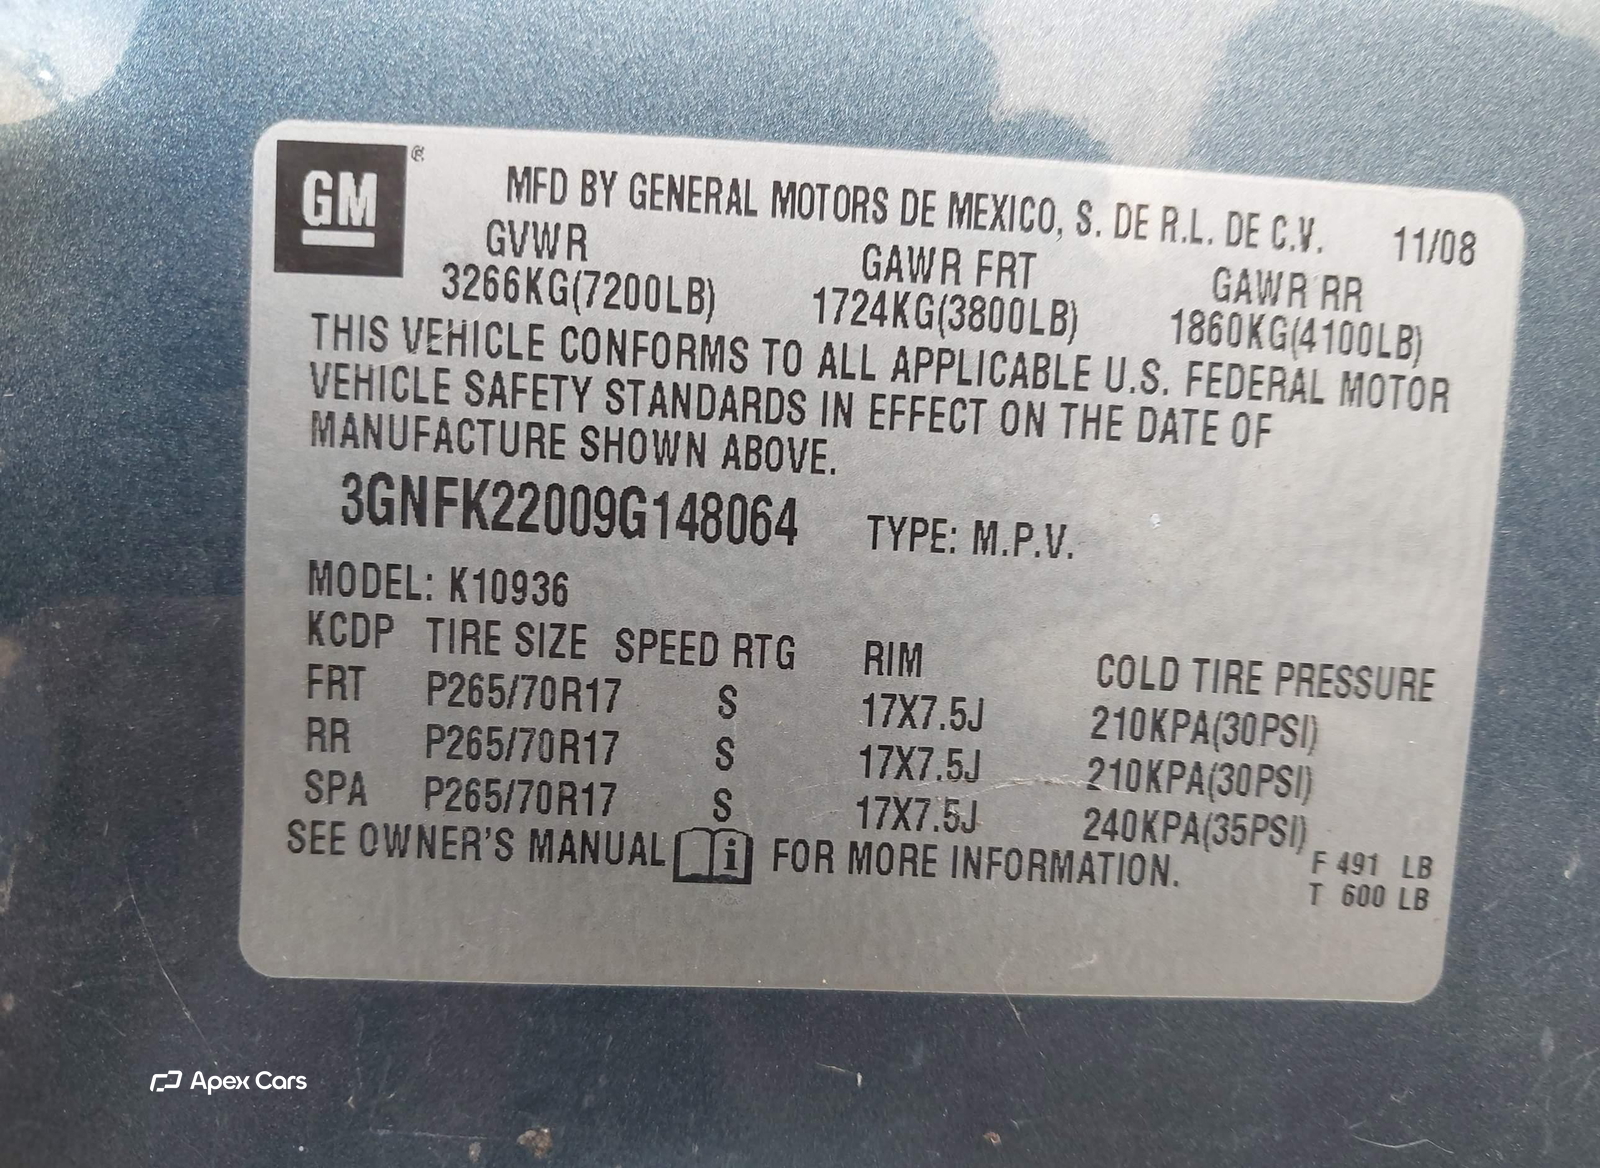 GM®
MFD BY GENERAL MOTORS DE MEXICO, S. DE R.L. DE C.V. 11/08
GVWR GAWR FRT GAWR RR
3266KG(7200LB) 1724KG(3800LB) 1860KG(4100LB)
THIS VEHICLE CONFORMS TO ALL APPLICABLE U.S. FEDERAL MOTOR
VEHICLE SAFETY STANDARDS IN EFFECT ON THE DATE OF
MANUFACTURE SHOWN ABOVE.
3GNFK22009G148064 TYPE: M.P.V.
MODEL: K10936
KCDP TIRE SIZE SPEED RTG RIM COLD TIRE PRESSURE
FRT P265/70R17 S 17X7.5J 210KPA(30PSI)
RR P265/70R17 S 17X7.5J 210KPA(30PSI)
SPA P265/70R17 S 17X7.5J 240KPA(35PSI)
SEE OWNER'S MANUAL i FOR MORE INFORMATION.
F 491 LB
T 600 LB
Apex Cars